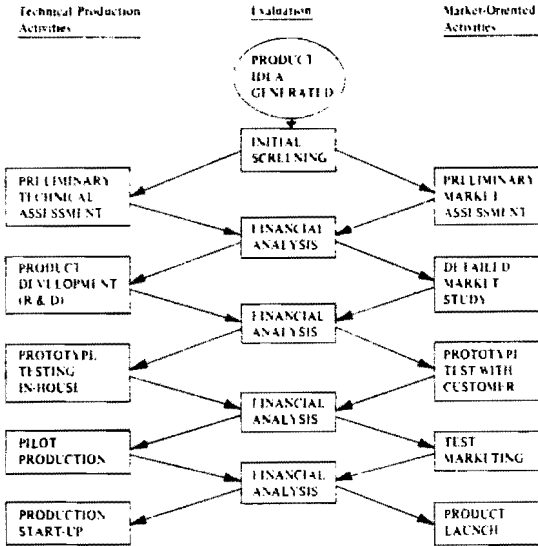 Technical Production
Activities
Evaluation
Market-Oriented
Activities
PRODUCT
IDEA
GENERATED
INITIAL
SCREENING
PRELIMINARY
TECHNICAL
ASSESSMENT
PRELIMINARY
MARKET
ASSESSMENT
FINANCIAL
ANALYSIS
PRODUCT
DEVELOPMENT
(R & D)
DETAILED
MARKET
STUDY
FINANCIAL
ANALYSIS
PROTOTYPE
TESTING
IN-HOUSE
PROTOTYPE
TEST WITH
CUSTOMER
FINANCIAL
ANALYSIS
PILOT
PRODUCTION
TEST
MARKETING
FINANCIAL
ANALYSIS
PRODUCTION
START-UP
PRODUCT
LAUNCH